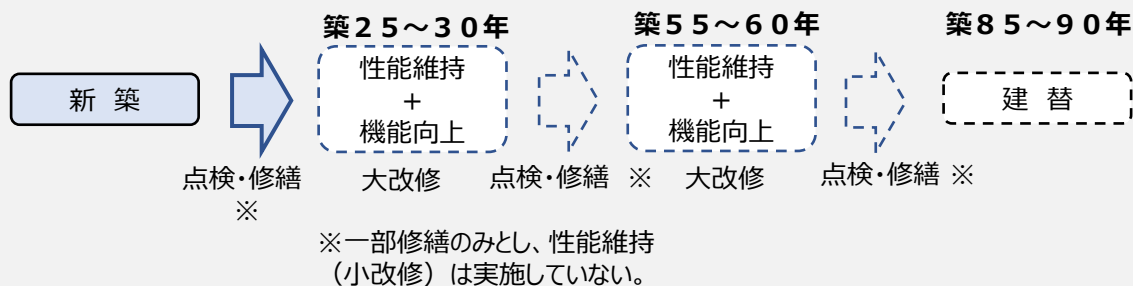 築２５～３０年
築５５～６０年
築８５～９０年
新 築
性能維持
+
機能向上
性能維持
+
機能向上
建 替
点検・修繕
※
大改修
点検・修繕 ※
大改修
点検・修繕 ※
※一部修繕のみとし、性能維持
（小改修）は実施していない。